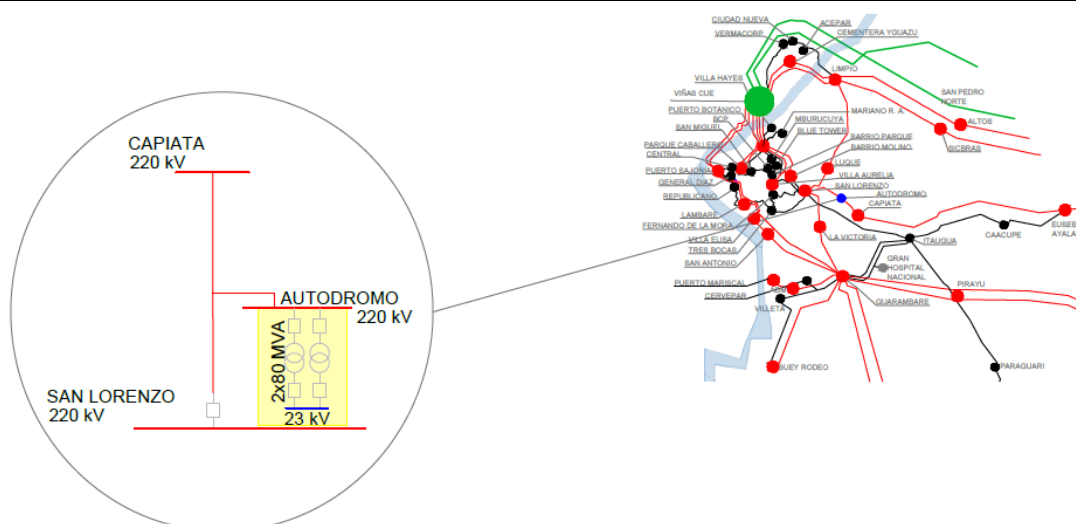 CAPIATA
220 kV
AUTODROMO
220 kV
2x80 MVA
23 kV
SAN LORENZO
220 kV
CIUDAD NUEVA
VERMACORP.
ACEPAR
CEMENTERA YGUAZU
VILLA HAYES
LIMPIO
VIÑAS CUE
SAN PEDRO
NORTE
PUERTO BOTANICO
MARIANO R. A.
ALTOS
BCP
MBURUCUYA
SAN MIGUEL
BLUE TOWER
PARQUE CABALLERO
BARRIO PARQUE
SICBRAS
CENTRAL
BARRIO MOLINO
PUERTO SAJONIA
LUQUE
GENERAL DIAZ
VILLA AURELIA
REPUBLICANO
SAN LORENZO
AUTODROMO
LAMBARE
CAPIATA
FERNANDO DE LA MORA
EUSEB
AYALA
VILLA ELISA
LA VICTORIA
ITAUGUA
CAACUPE
TRES BOCAS
SAN ANTONIO
GRAN
HOSPITAL
NACIONAL
PUERTO MARISCAL
PIRAYU
CERVEPAR
VILLETA
GUARAMBARE
BUEY RODEO
PARAGUARI